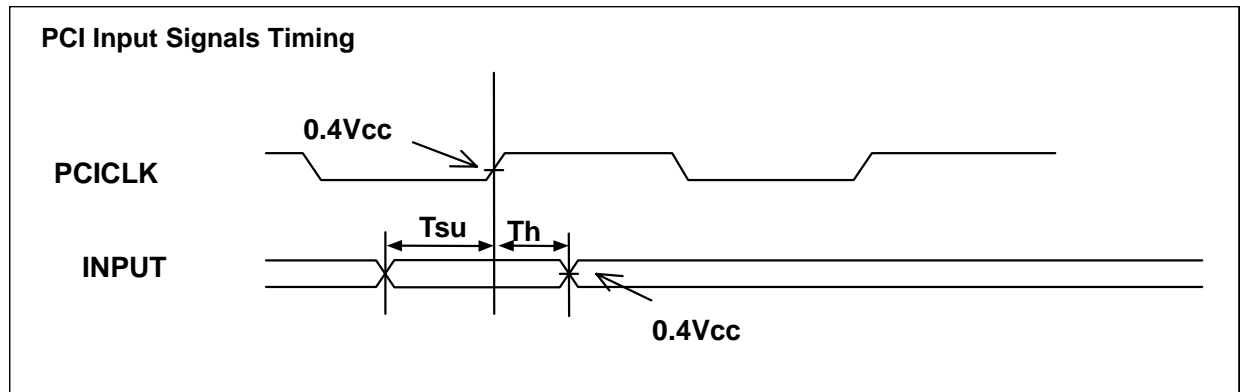 PCI Input Signals Timing
0.4Vcc
PCICLK
Tsu
Th
INPUT
0.4Vcc